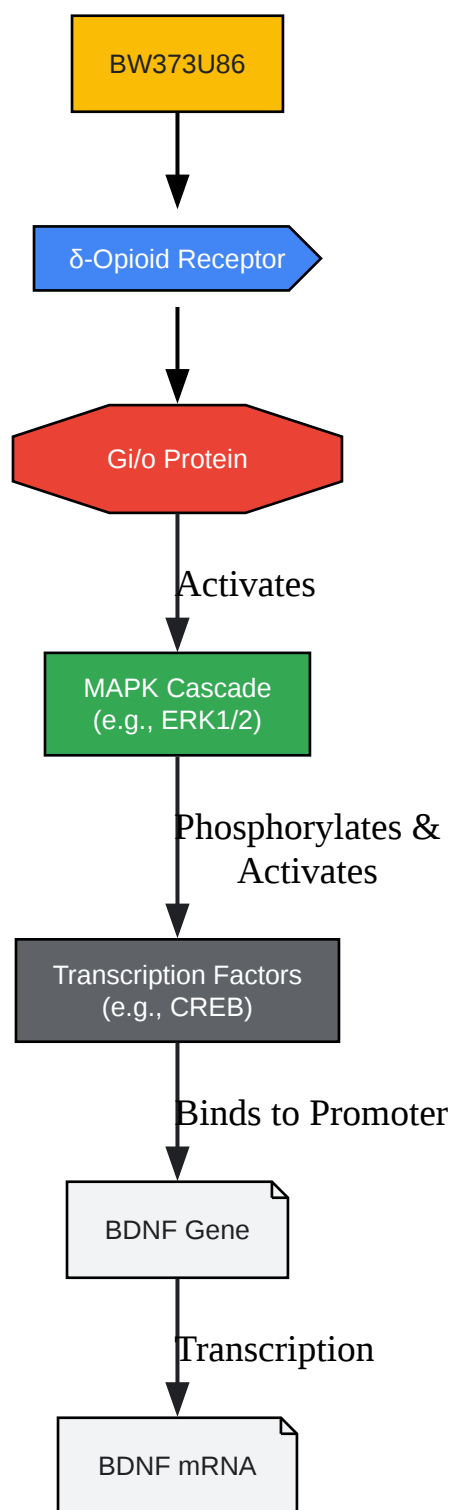 BW373U86
δ-Opioid Receptor
Gi/o Protein
Activates
MAPK Cascade
(e.g., ERK1/2)
Phosphorylates &
Activates
Transcription Factors
(e.g., CREB)
Binds to Promoter
BDNF Gene
Transcription
BDNF mRNA